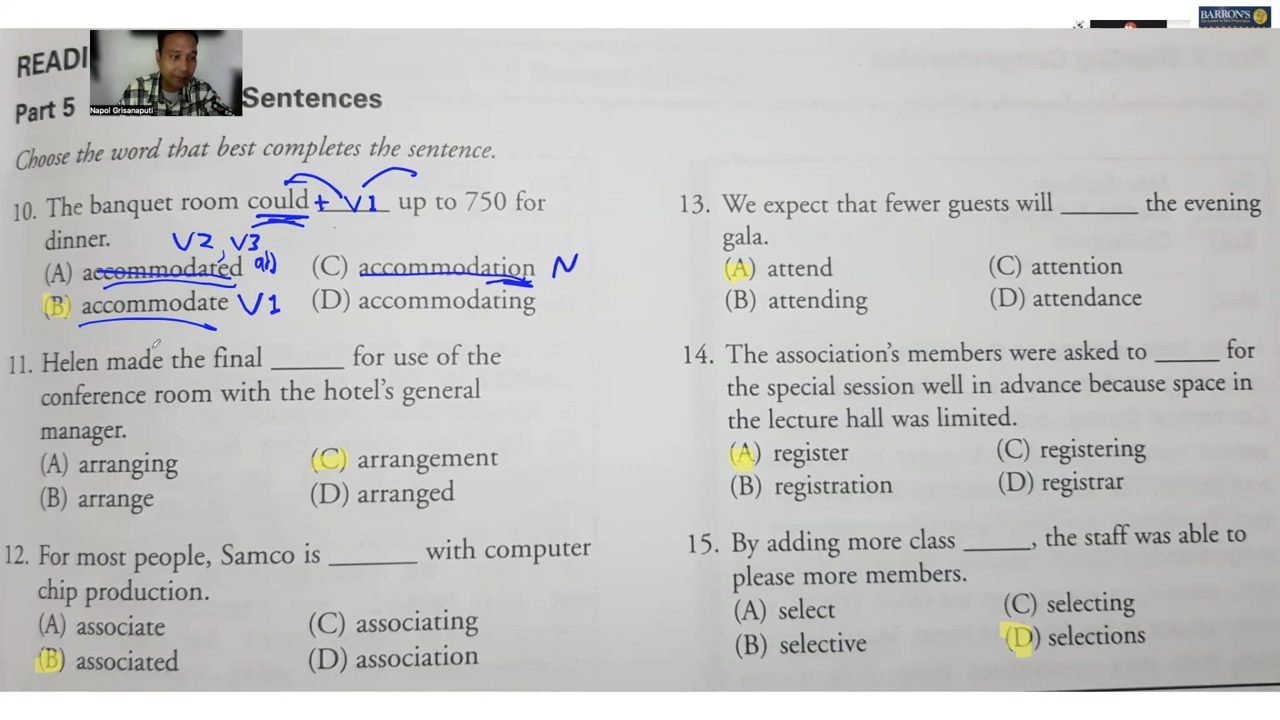 BARRON'S
READI
Part 5 Sentences
Napol Grisanaputi
Choose the word that best completes the sentence.
10. The banquet room could + V1 up to 750 for
dinner.
V2, V3
(A) accommodated adj (C) accommodation N
(B) accommodate V1 (D) accommodating
11. Helen made the final ______ for use of the
conference room with the hotel's general
manager.
(A) arranging (C) arrangement
(B) arrange (D) arranged
12. For most people, Samco is ______ with computer
chip production.
(A) associate (C) associating
(B) associated (D) association
13. We expect that fewer guests will ______ the evening
gala.
(A) attend (C) attention
(B) attending (D) attendance
14. The association's members were asked to ______ for
the special session well in advance because space in
the lecture hall was limited.
(A) register (C) registering
(B) registration (D) registrar
15. By adding more class ______, the staff was able to
please more members.
(A) select (C) selecting
(B) selective (D) selections